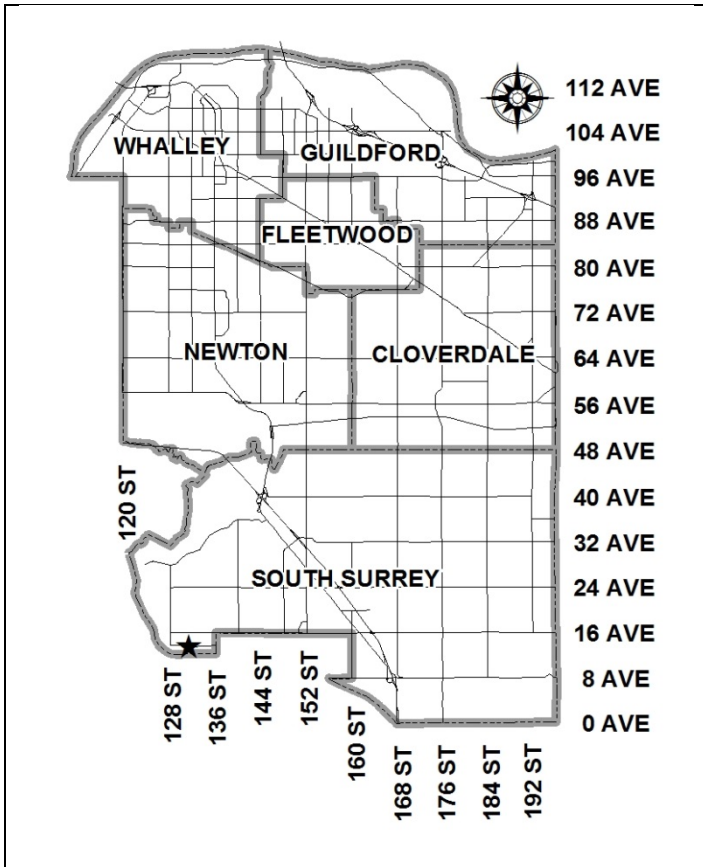 112 AVE
104 AVE
WHALLEY
GUILDFORD
96 AVE
88 AVE
FLEETWOOD
80 AVE
72 AVE
NEWTON
CLOVERDALE
64 AVE
56 AVE
48 AVE
120 ST
40 AVE
32 AVE
SOUTH SURREY
24 AVE
16 AVE
128 ST
136 ST
144 ST
152 ST
160 ST
8 AVE
0 AVE
168 ST
176 ST
184 ST
192 ST